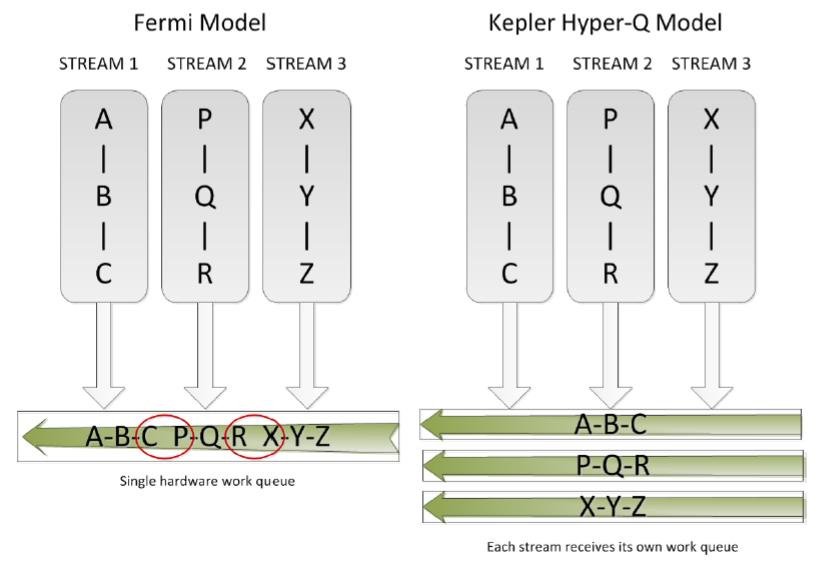 Fermi Model
STREAM 1 STREAM 2 STREAM 3
A P X
| | |
B Q Y
| | |
C R Z
A-B-C P-Q-R X-Y-Z
Single hardware work queue
Kepler Hyper-Q Model
STREAM 1 STREAM 2 STREAM 3
A P X
| | |
B Q Y
| | |
C R Z
A-B-C
P-Q-R
X-Y-Z
Each stream receives its own work queue